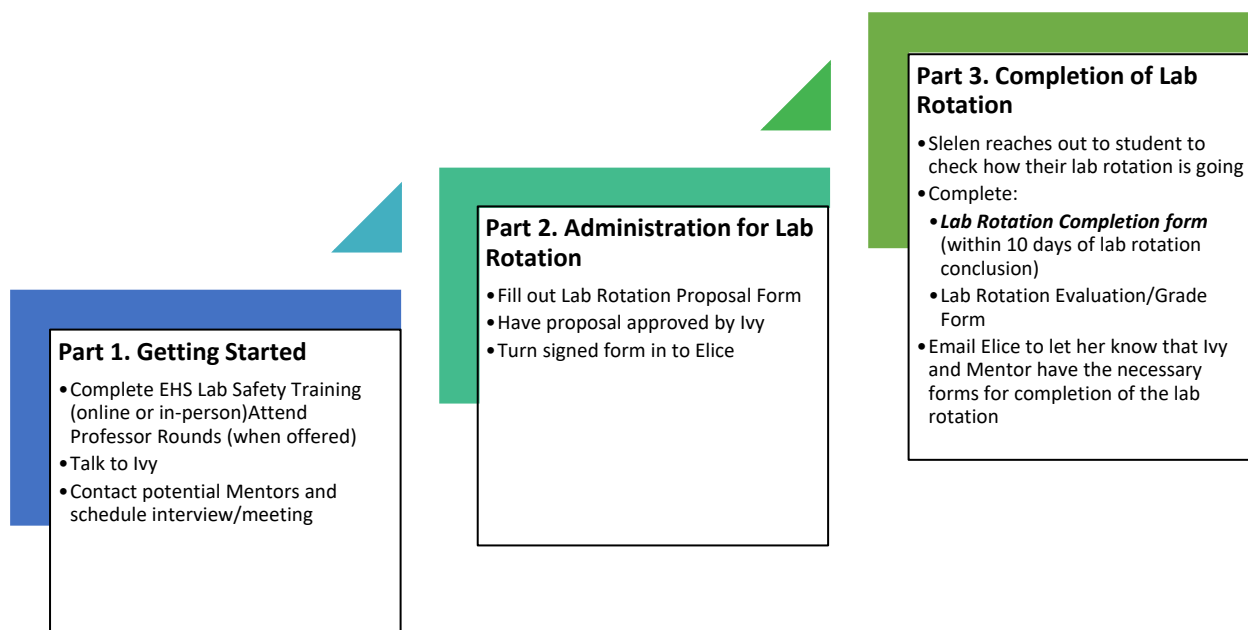 Part 1. Getting Started
•Complete EHS Lab Safety Training
(online or in-person)Attend
Professor Rounds (when offered)
•Talk to Ivy
•Contact potential Mentors and
schedule interview/meeting
Part 2. Administration for Lab
Rotation
•Fill out Lab Rotation Proposal Form
•Have proposal approved by Ivy
•Turn signed form in to Elice
Part 3. Completion of Lab
Rotation
•Slelen reaches out to student to
check how their lab rotation is going
•Complete:
•Lab Rotation Completion form
(within 10 days of lab rotation
conclusion)
•Lab Rotation Evaluation/Grade
Form
•Email Elice to let her know that Ivy
and Mentor have the necessary
forms for completion of the lab
rotation